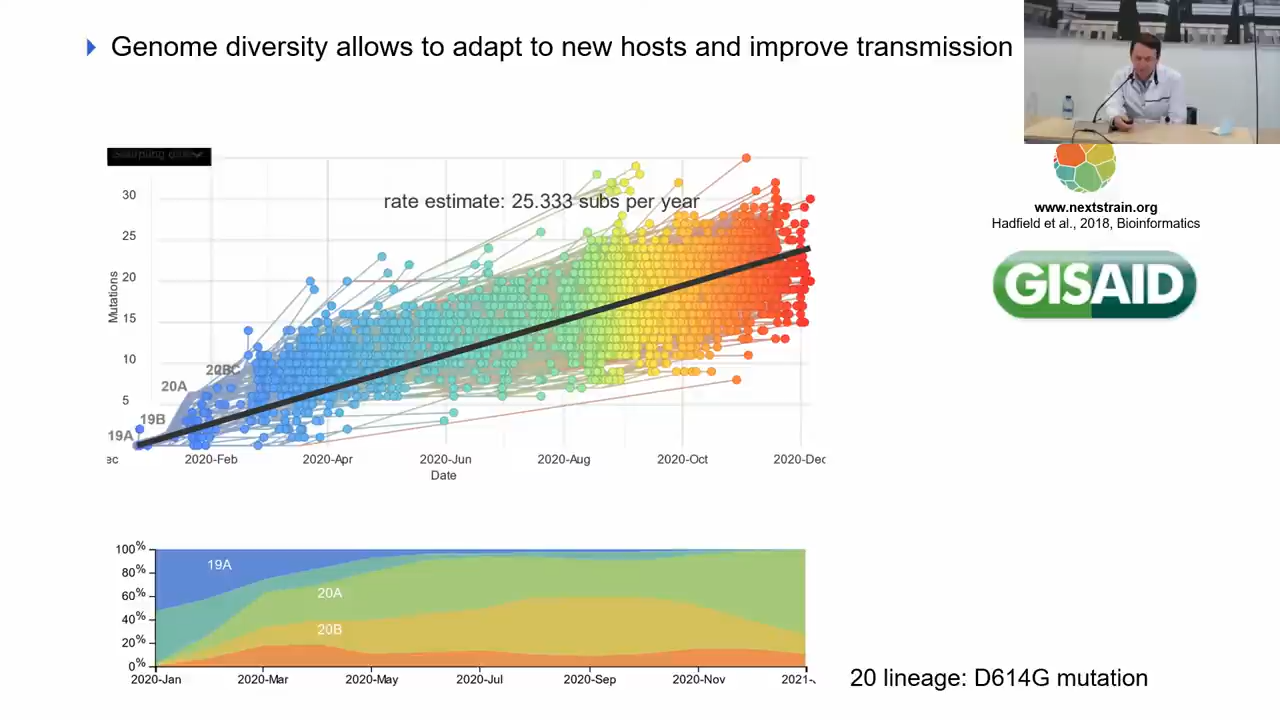 Genome diversity allows to adapt to new hosts and improve transmission
www.nextstrain.org
Hadfield et al., 2018, Bioinformatics
GISAID
rate estimate: 25.333 subs per year
Mutations
30
25
20
15
10
5
20A
19B
19A
2020-Feb
2020-Apr
2020-Jun
2020-Aug
2020-Oct
2020-Dec
Date
100%
80%
60%
40%
20%
0%
19A
20A
20B
2020-Jan
2020-Mar
2020-May
2020-Jul
2020-Sep
2020-Nov
2021-
20 lineage: D614G mutation